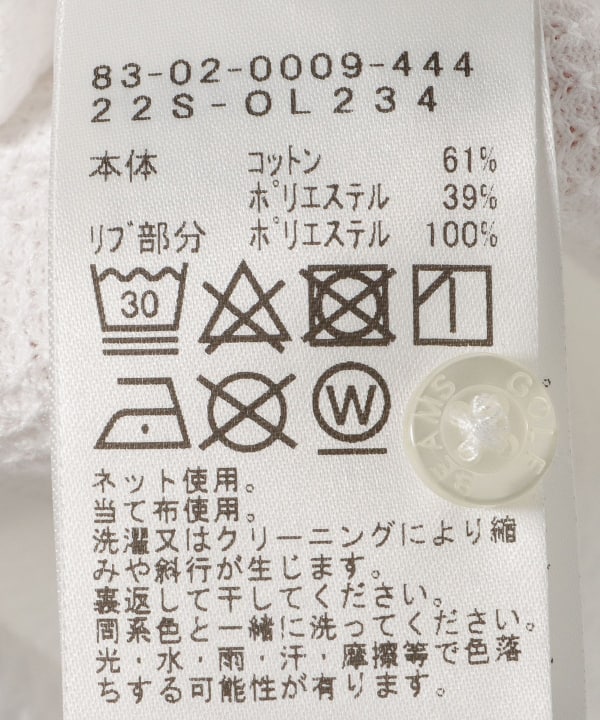 83-02-0009-444
22S-OL234
本体 コットン 61%
ポリエステル 39%
リブ部分 ポリエステル 100%
30
W
BEAMS GOLF
ネット使用。
当て布使用。
洗濯又はクリーニングにより縮
みや斜行が生じます。
裏返して干してください。
同系色と一緒に洗ってください。
光・水・雨・汗・摩擦等で色落
ちする可能性が有ります。